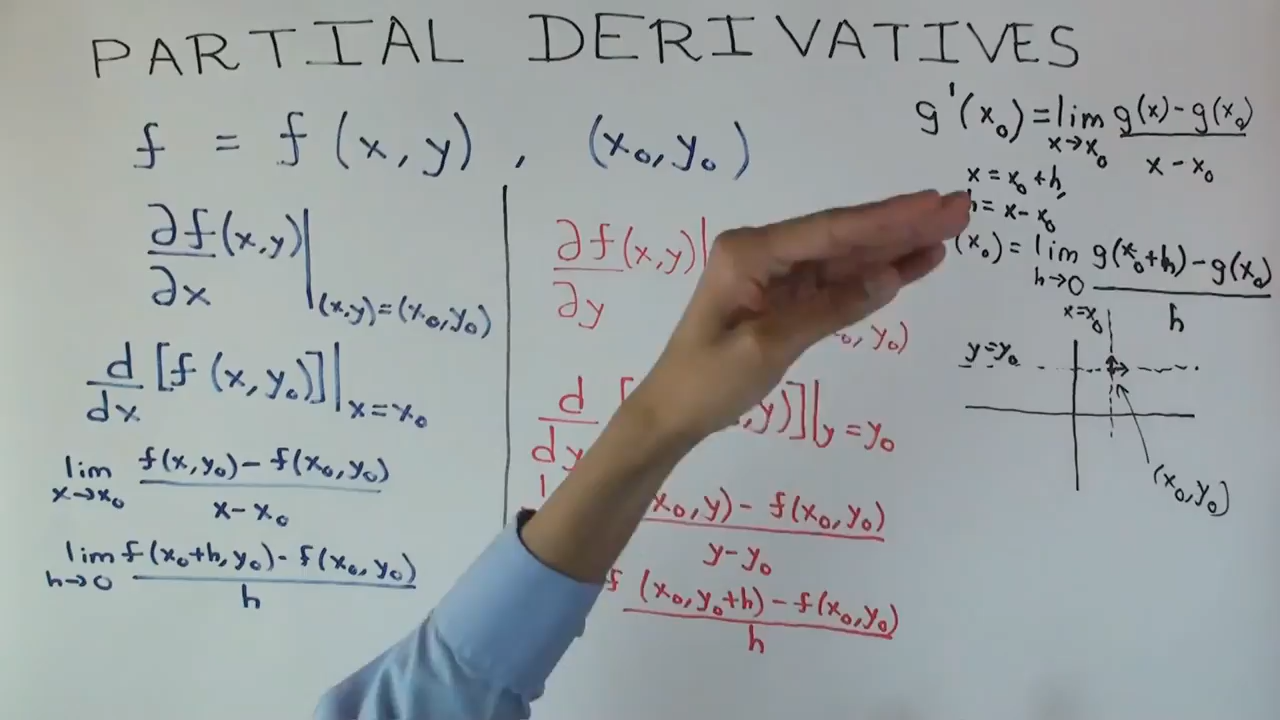 PARTIAL DERIVATIVES
f = f(x,y), (x₀,y₀)
∂f(x,y)|
∂x |(x,y)=(x₀,y₀)
d [f(x,y₀)]|
dx |x=x₀
lim f(x,y₀)-f(x₀,y₀)
x→x₀ x-x₀
lim f(x₀+h,y₀)-f(x₀,y₀)
h→0 h
∂f(x,y)|
∂y y₀)
d [ y)]|y=y₀
dy
x₀,y)-f(x₀,y₀)
y-y₀
f (x₀,y₀+h)-f(x₀,y₀)
h
g'(x₀)=lim g(x)-g(x₀)
x→x₀ x-x₀
x=x₀+h,
h=x-x₀
(x₀)=lim g(x₀+h)-g(x₀)
h→0 h
x=x₀
y=y₀
(x₀,y₀)